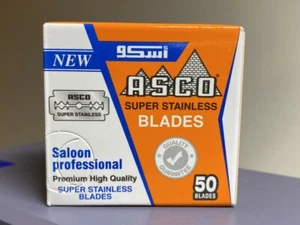 NEW
آسكو
ASCO
SUPER STAINLESS
BLADES
ASCO
SUPER STAINLESS
Saloon
professional
Premium High Quality
SUPER STAINLESS
BLADES
QUALITY
GUARANTEE
50
BLADES